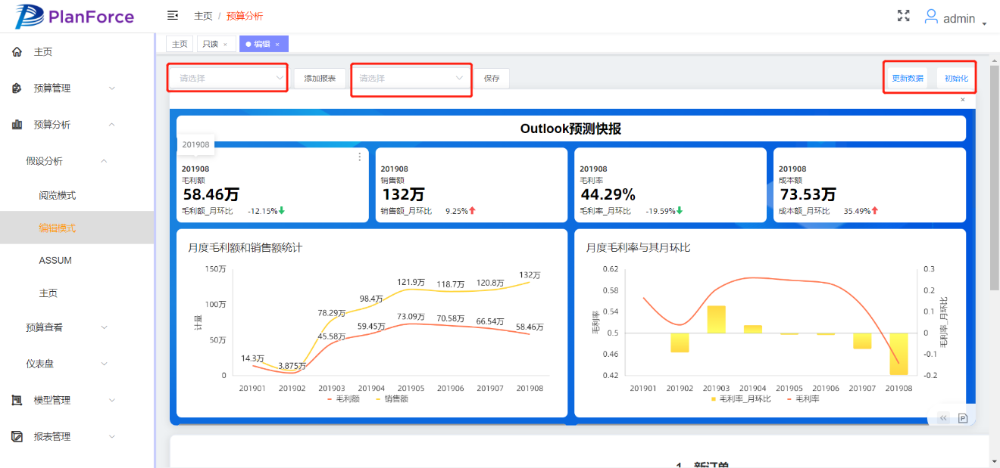 PlanForce
主页 / 预算分析
admin
主页
预算管理
预算分析
假设分析
阅览模式
编辑模式
ASSUM
主页
预算查看
仪表盘
模型管理
报表管理
主页 只读 × 编辑 ×
请选择 添加报表 请选择 保存 更新数据 初始化
×
Outlook预测快报
201908
201908
毛利额
58.46万
毛利额_月环比 -12.15%
201908
销售额
132万
销售额_月环比 9.25%
201908
毛利率
44.29%
毛利率_月环比 -19.59%
201908
成本额
73.53万
成本额_月环比 35.49%
月度毛利额和销售额统计
150万
100万
50万
0
计量
14.3万
3.875万
78.29万
45.58万
98.4万
59.45万
121.9万
73.09万
118.7万
70.58万
120.8万
66.54万
132万
58.46万
201901 201902 201903 201904 201905 201906 201907 201908
毛利额 销售额
月度毛利率与其月环比
0.62
0.58
0.54
0.5
0.46
0.42
毛利率
0.3
0.2
0.1
0
-0.1
-0.2
毛利率_月环比
201901 201902 201903 201904 201905 201906 201907 201908
毛利率_月环比 毛利率
«
P
1、新订单